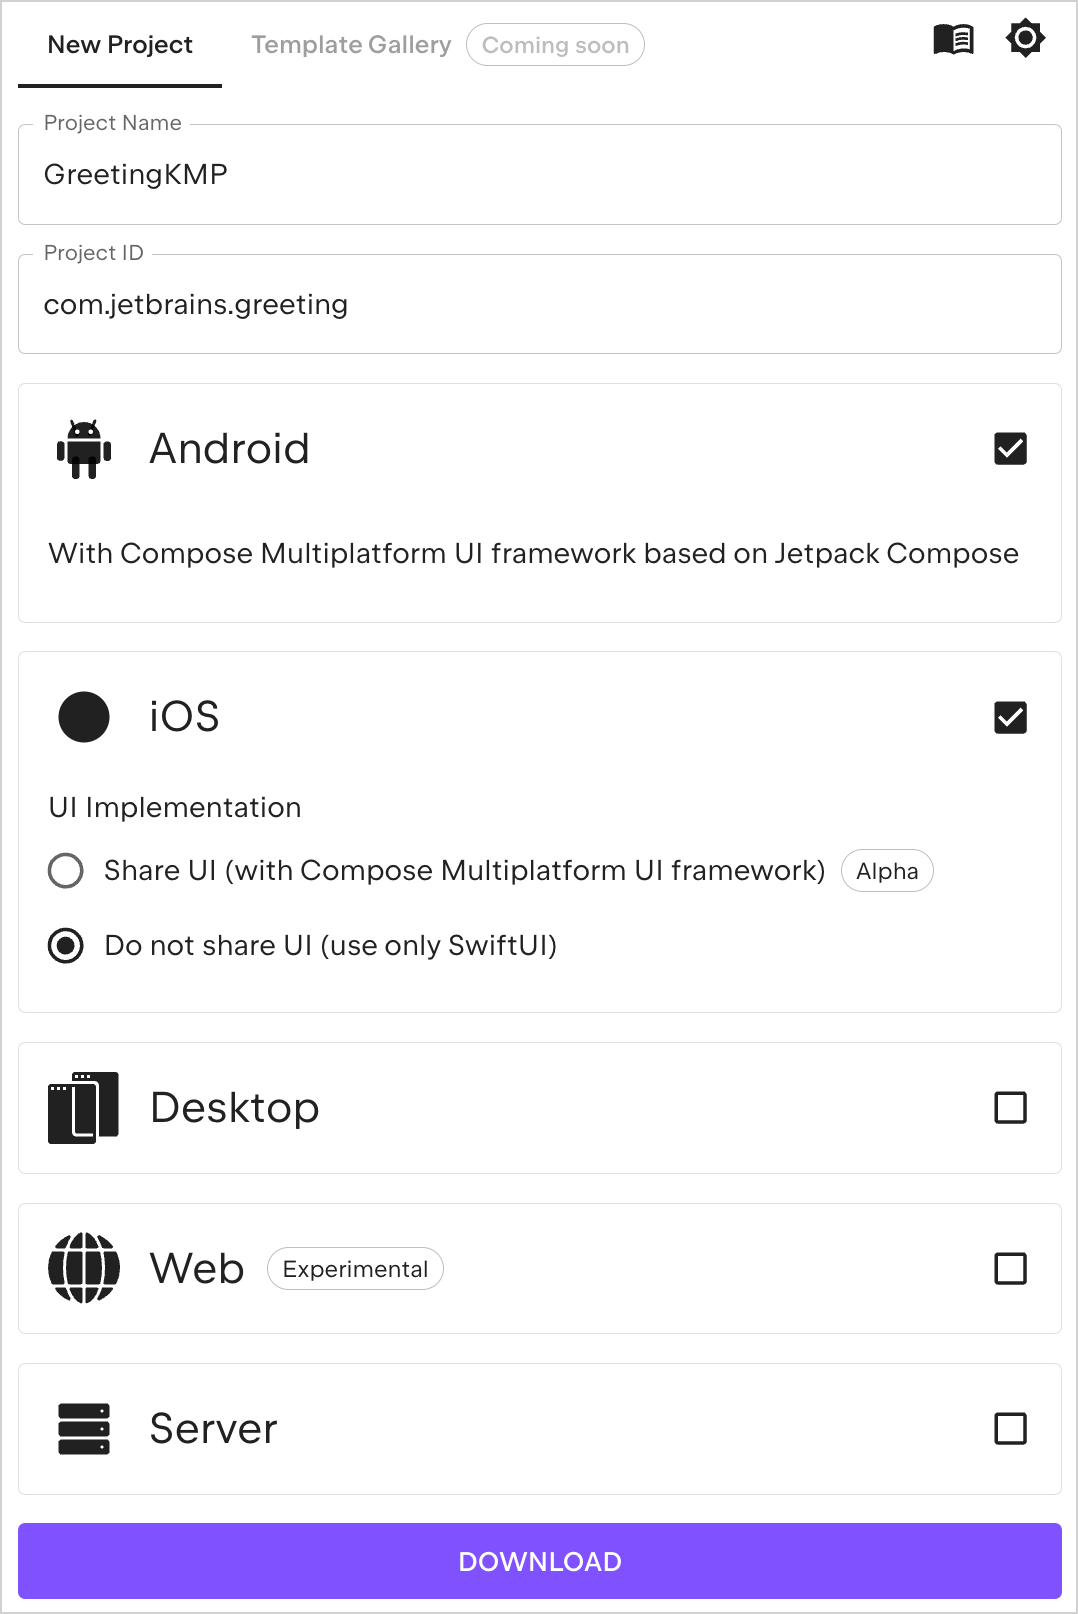 New Project
Template Gallery
Coming soon
Project Name
GreetingKMP
Project ID
com.jetbrains.greeting
Android
With Compose Multiplatform UI framework based on Jetpack Compose
iOS
UI Implementation
Share UI (with Compose Multiplatform UI framework)
Alpha
Do not share UI (use only SwiftUI)
Desktop
Web
Experimental
Server
DOWNLOAD